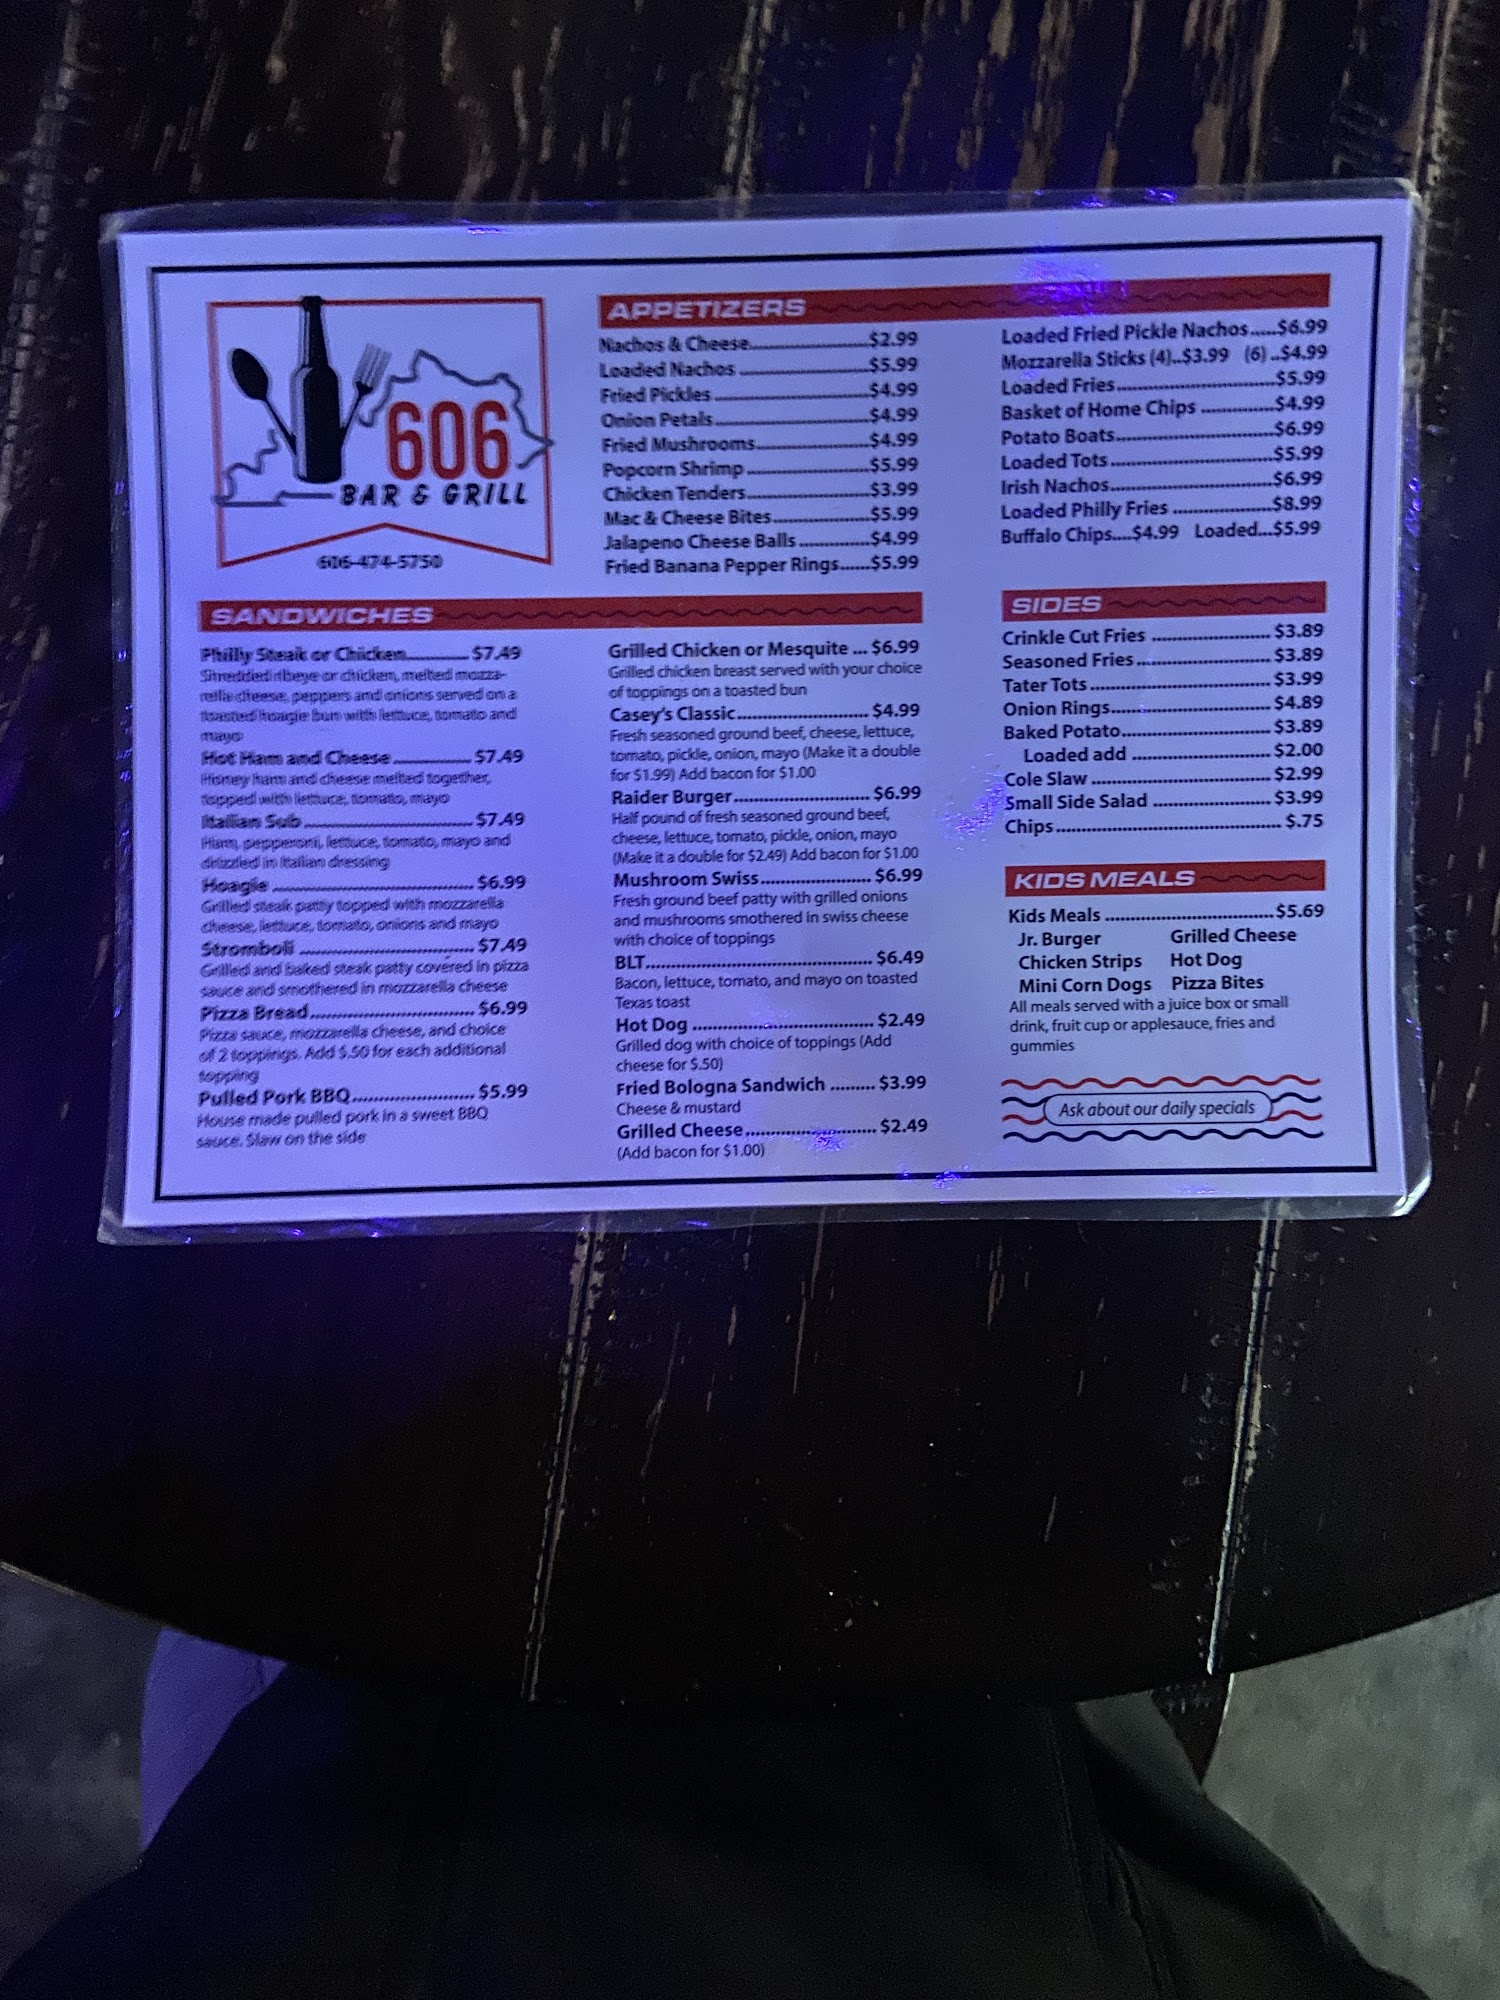 606
BAR & GRILL
606-474-5750
APPETIZERS
Nachos & Cheese..................$2.99
Loaded Nachos ....................$5.99
Fried Pickles ........................$4.99
Onion Petals........................$4.99
Fried Mushrooms.................$4.99
Popcorn Shrimp...................$5.99
Chicken Tenders...................$3.99
Mac & Cheese Bites...............$5.99
Jalapeno Cheese Balls ............$4.99
Fried Banana Pepper Rings......$5.99
Loaded Fried Pickle Nachos.....$6.99
Mozzarella Sticks (4)..$3.99 (6) ..$4.99
Loaded Fries.........................$5.99
Basket of Home Chips ............$4.99
Potato Boats.........................$6.99
Loaded Tots..........................$5.99
Irish Nachos..........................$6.99
Loaded Philly Fries .................$8.99
Buffalo Chips....$4.99 Loaded...$5.99
SANDWICHES
Philly Steak or Chicken............ $7.49
Shredded ribeye or chicken, melted mozza-
rella cheese, peppers and onions served on a
toasted hoagie bun with lettuce, tomato and
mayo
Hot Ham and Cheese .............. $7.49
Honey ham and cheese melted together,
topped with lettuce, tomato, mayo
Italian Sub .............................. $7.49
Ham, pepperoni, lettuce, tomato, mayo and
drizzled in Italian dressing
Hoagie ................................... $6.99
Grilled steak patty topped with mozzarella
cheese, lettuce, tomato, onions and mayo
Stromboli ............................... $7.49
Grilled and baked steak patty covered in pizza
sauce and smothered in mozzarella cheese
Pizza Bread............................. $6.99
Pizza sauce, mozzarella cheese, and choice
of 2 toppings. Add $.50 for each additional
topping
Pulled Pork BBQ...................... $5.99
House made pulled pork in a sweet BBQ
sauce. Slaw on the side
Grilled Chicken or Mesquite ... $6.99
Grilled chicken breast served with your choice
of toppings on a toasted bun
Casey's Classic........................ $4.99
Fresh seasoned ground beef, cheese, lettuce,
tomato, pickle, onion, mayo (Make it a double
for $1.99) Add bacon for $1.00
Raider Burger......................... $6.99
Half pound of fresh seasoned ground beef,
cheese, lettuce, tomato, pickle, onion, mayo
(Make it a double for $2.49) Add bacon for $1.00
Mushroom Swiss.................... $6.99
Fresh ground beef patty with grilled onions
and mushrooms smothered in swiss cheese
with choice of toppings
BLT......................................... $6.49
Bacon, lettuce, tomato, and mayo on toasted
Texas toast
Hot Dog ................................. $2.49
Grilled dog with choice of toppings (Add
cheese for $.50)
Fried Bologna Sandwich ......... $3.99
Cheese & mustard
Grilled Cheese........................ $2.49
(Add bacon for $1.00)
SIDES
Crinkle Cut Fries ...................... $3.89
Seasoned Fries......................... $3.89
Tater Tots ................................. $3.99
Onion Rings............................. $4.89
Baked Potato........................... $3.89
Loaded add ......................... $2.00
Cole Slaw ................................. $2.99
Small Side Salad ...................... $3.99
Chips......................................... $.75
KIDS MEALS
Kids Meals ...............................$5.69
Jr. Burger Grilled Cheese
Chicken Strips Hot Dog
Mini Corn Dogs Pizza Bites
All meals served with a juice box or small
drink, fruit cup or applesauce, fries and
gummies
Ask about our daily specials